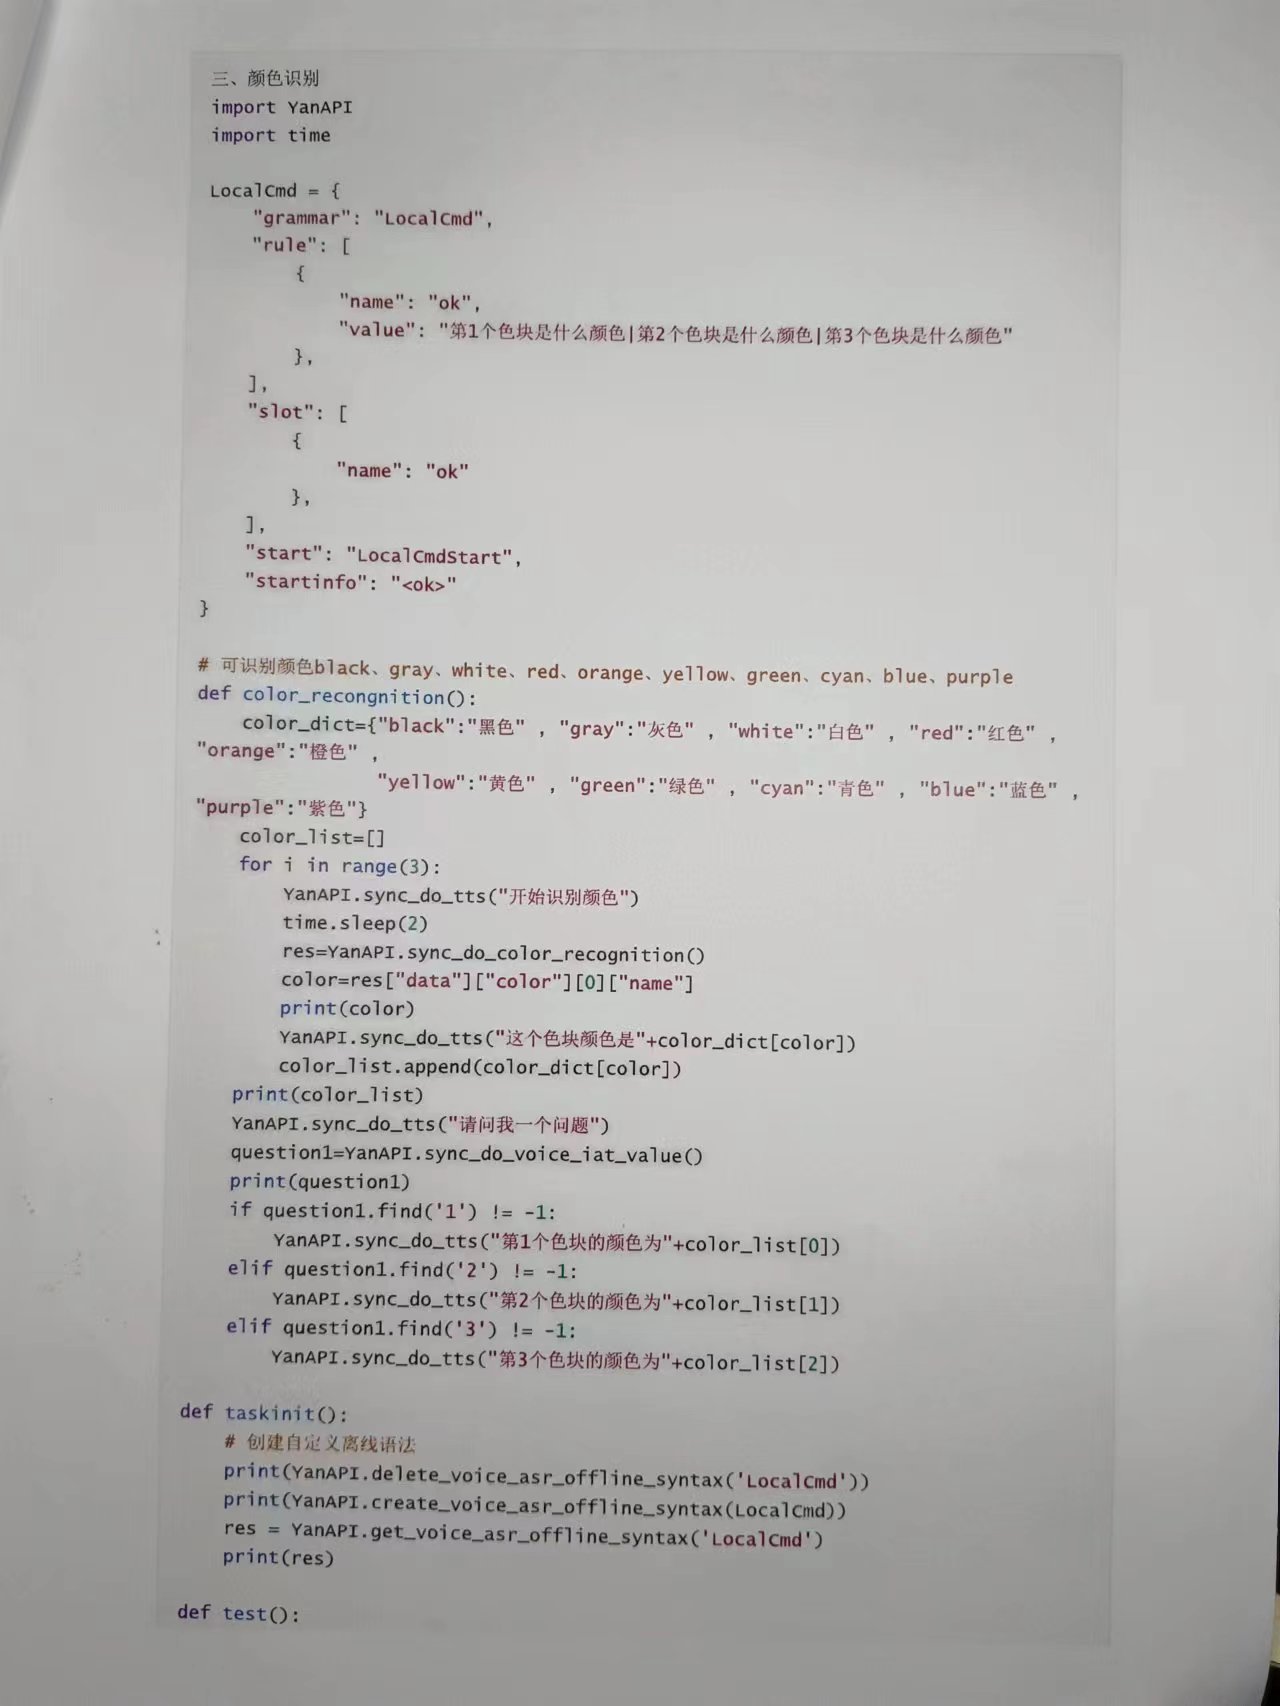 三、颜色识别
import YanAPI
import time
LocalCmd = {
    "grammar": "LocalCmd",
    "rule": [
        {
            "name": "ok",
            "value": "第1个色块是什么颜色|第2个色块是什么颜色|第3个色块是什么颜色"
        },
    ],
    "slot": [
        {
            "name": "ok"
        },
    ],
    "start": "LocalCmdStart",
    "startinfo": "<ok>"
}
# 可识别颜色black、gray、white、red、orange、yellow、green、cyan、blue、purple
def color_recongnition():
    color_dict={"black":"黑色" , "gray":"灰色" , "white":"白色" , "red":"红色" ,
"orange":"橙色" ,
                "yellow":"黄色" , "green":"绿色" , "cyan":"青色" , "blue":"蓝色" ,
"purple":"紫色"}
    color_list=[]
    for i in range(3):
        YanAPI.sync_do_tts("开始识别颜色")
        time.sleep(2)
        res=YanAPI.sync_do_color_recognition()
        color=res["data"]["color"][0]["name"]
        print(color)
        YanAPI.sync_do_tts("这个色块颜色是"+color_dict[color])
        color_list.append(color_dict[color])
    print(color_list)
    YanAPI.sync_do_tts("请问我一个问题")
    question1=YanAPI.sync_do_voice_iat_value()
    print(question1)
    if question1.find('1') != -1:
        YanAPI.sync_do_tts("第1个色块的颜色为"+color_list[0])
    elif question1.find('2') != -1:
        YanAPI.sync_do_tts("第2个色块的颜色为"+color_list[1])
    elif question1.find('3') != -1:
        YanAPI.sync_do_tts("第3个色块的颜色为"+color_list[2])
def taskinit():
    # 创建自定义离线语法
    print(YanAPI.delete_voice_asr_offline_syntax('LocalCmd'))
    print(YanAPI.create_voice_asr_offline_syntax(LocalCmd))
    res = YanAPI.get_voice_asr_offline_syntax('LocalCmd')
    print(res)
def test():